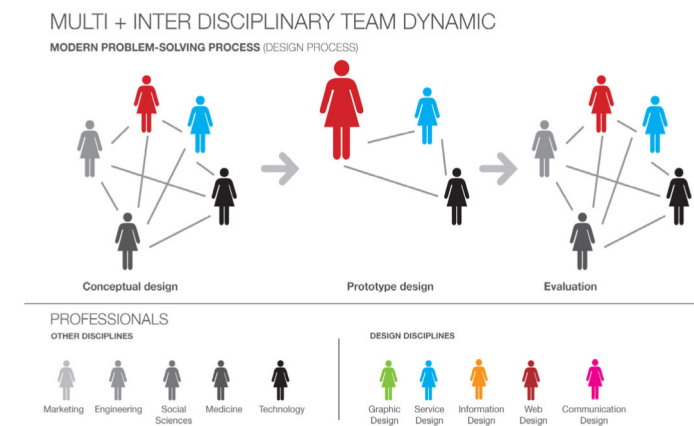 MULTI + INTER DISCIPLINARY TEAM DYNAMIC
MODERN PROBLEM-SOLVING PROCESS (DESIGN PROCESS)
Conceptual design
Prototype design
Evaluation
PROFESSIONALS
OTHER DISCIPLINES
Marketing
Engineering
Social
Sciences
Medicine
Technology
DESIGN DISCIPLINES
Graphic
Design
Service
Design
Information
Design
Web
Design
Communication
Design